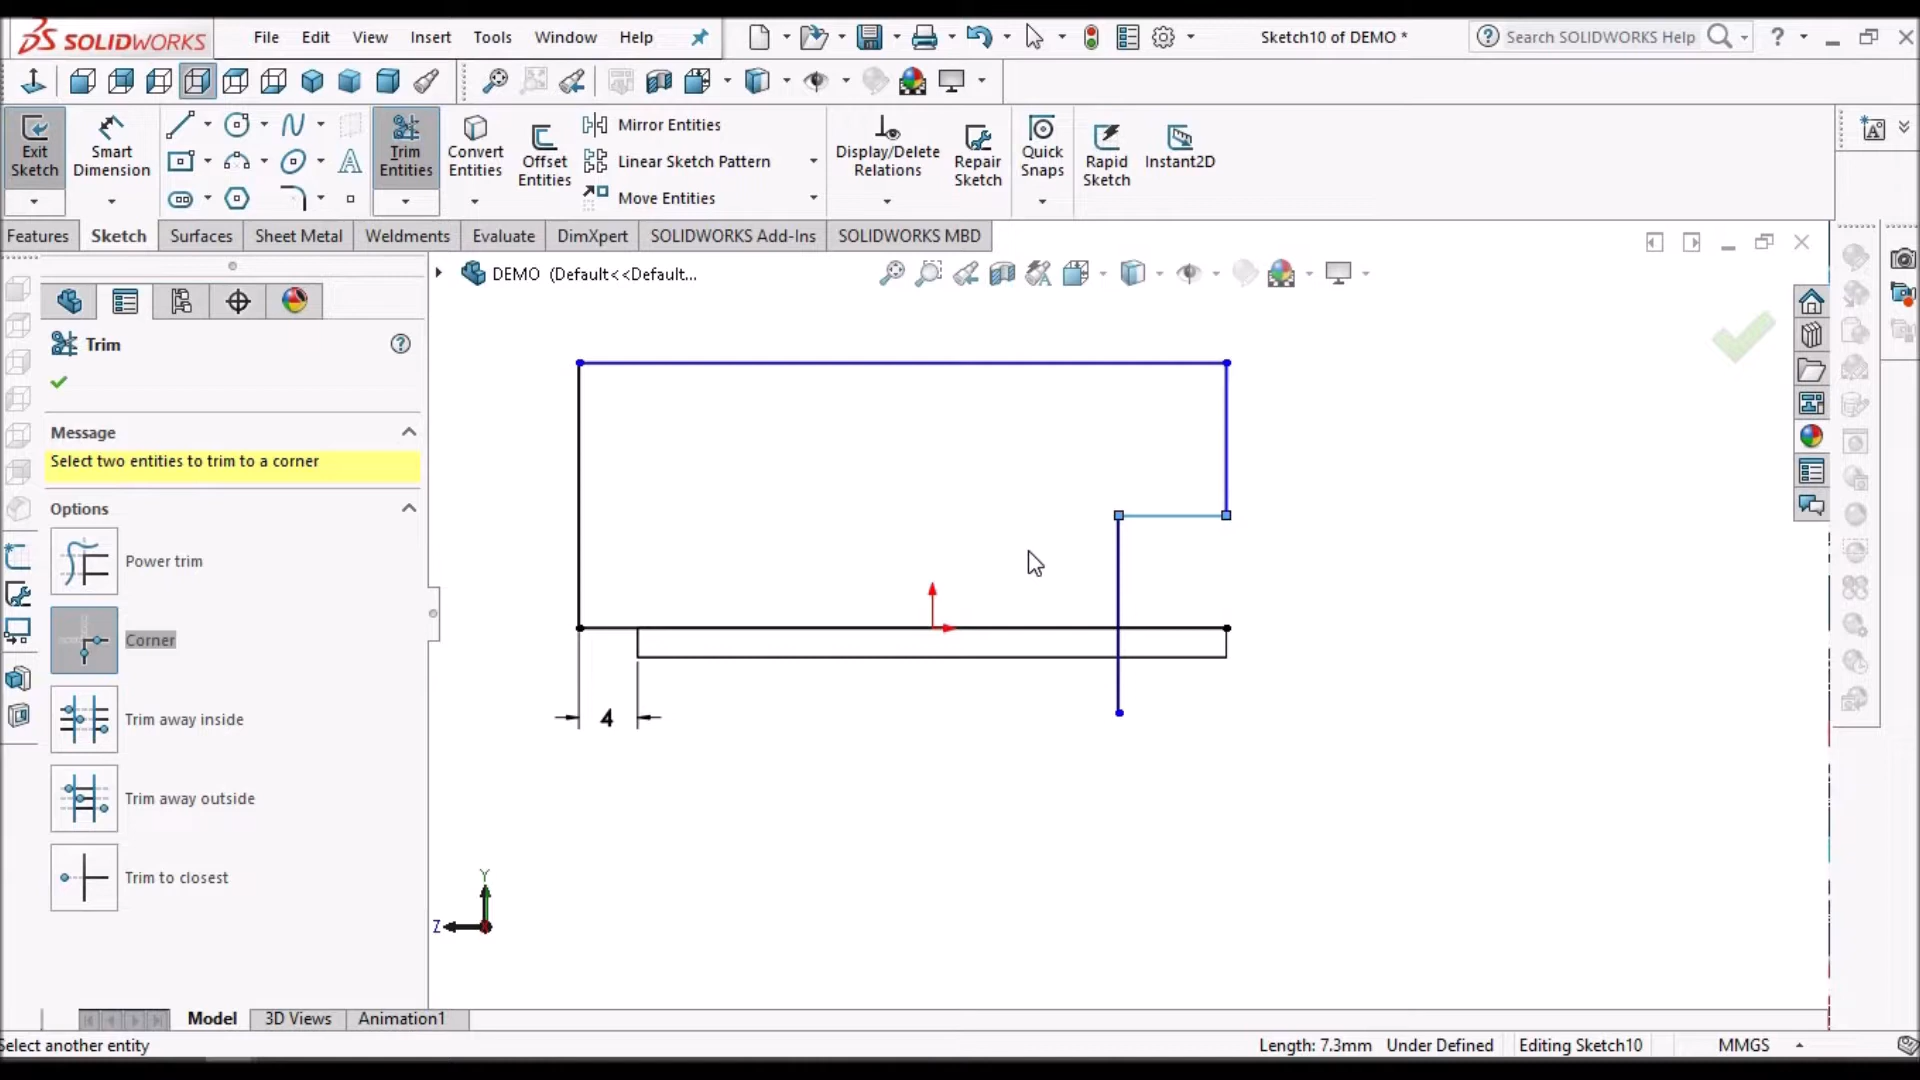 SOLIDWORKS File Edit View Insert Tools Window Help Sketch10 of DEMO * Search SOLIDWORKS Help ?
Exit Sketch
Smart Dimension
Trim Entities
Convert Entities
Offset Entities
Mirror Entities
Linear Sketch Pattern
Move Entities
Display/Delete Relations
Repair Sketch
Quick Snaps
Rapid Sketch
Instant2D
Features Sketch Surfaces Sheet Metal Weldments Evaluate DimXpert SOLIDWORKS Add-Ins SOLIDWORKS MBD
DEMO (Default<<Default...
Trim
Message
Select two entities to trim to a corner
Options
Power trim
Corner
Trim away inside
Trim away outside
Trim to closest
4
Y
Z
Model 3D Views Animation1
Select another entity Length: 7.3mm Under Defined Editing Sketch10 MMGS